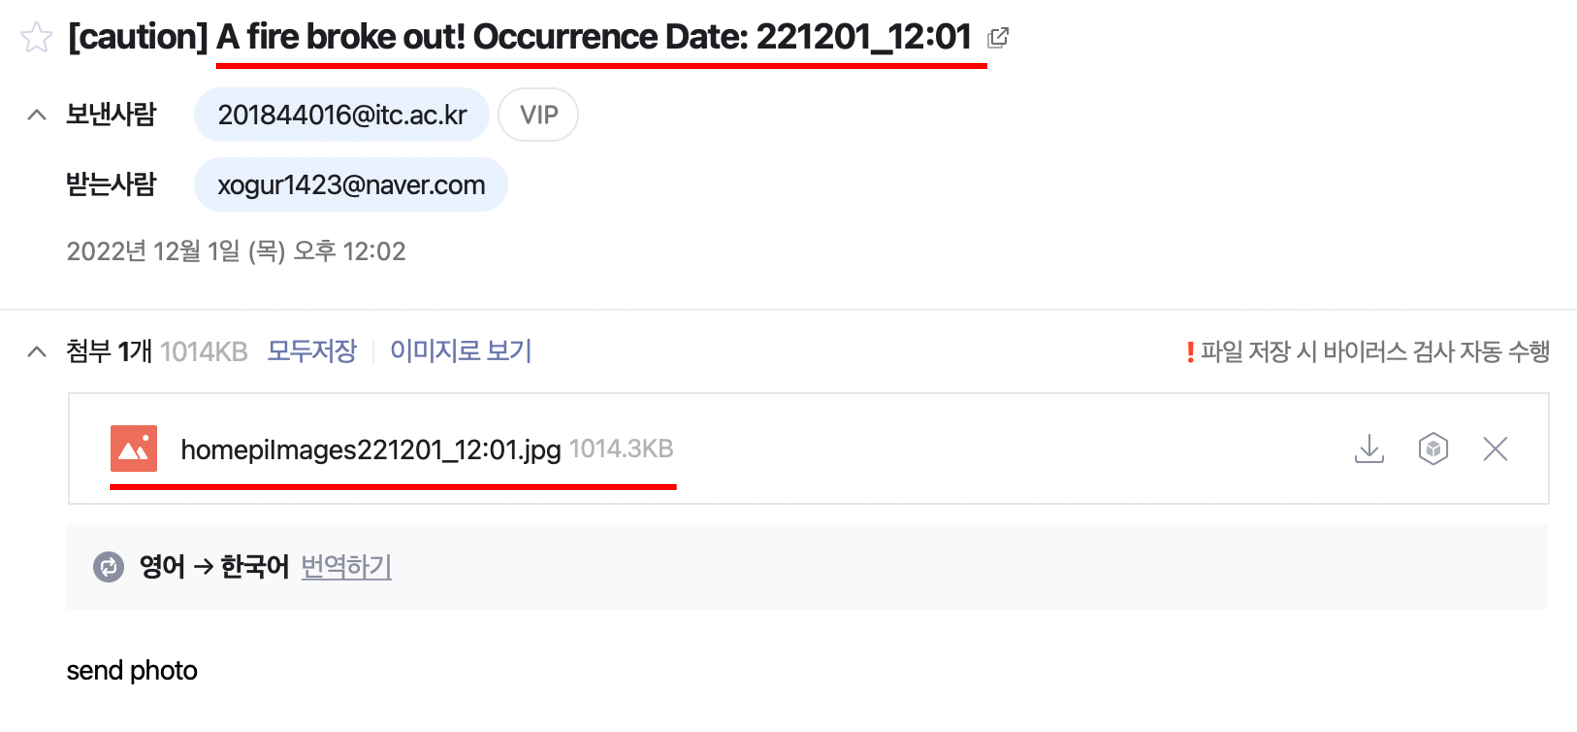 [caution] A fire broke out! Occurrence Date: 221201_12:01
보낸사람 201844016@itc.ac.kr VIP
받는사람 xogur1423@naver.com
2022년 12월 1일 (목) 오후 12:02
첨부 1개 1014KB 모두저장 이미지로 보기 ! 파일 저장 시 바이러스 검사 자동 수행
homepiImages221201_12:01.jpg 1014.3KB
영어 → 한국어 번역하기
send photo